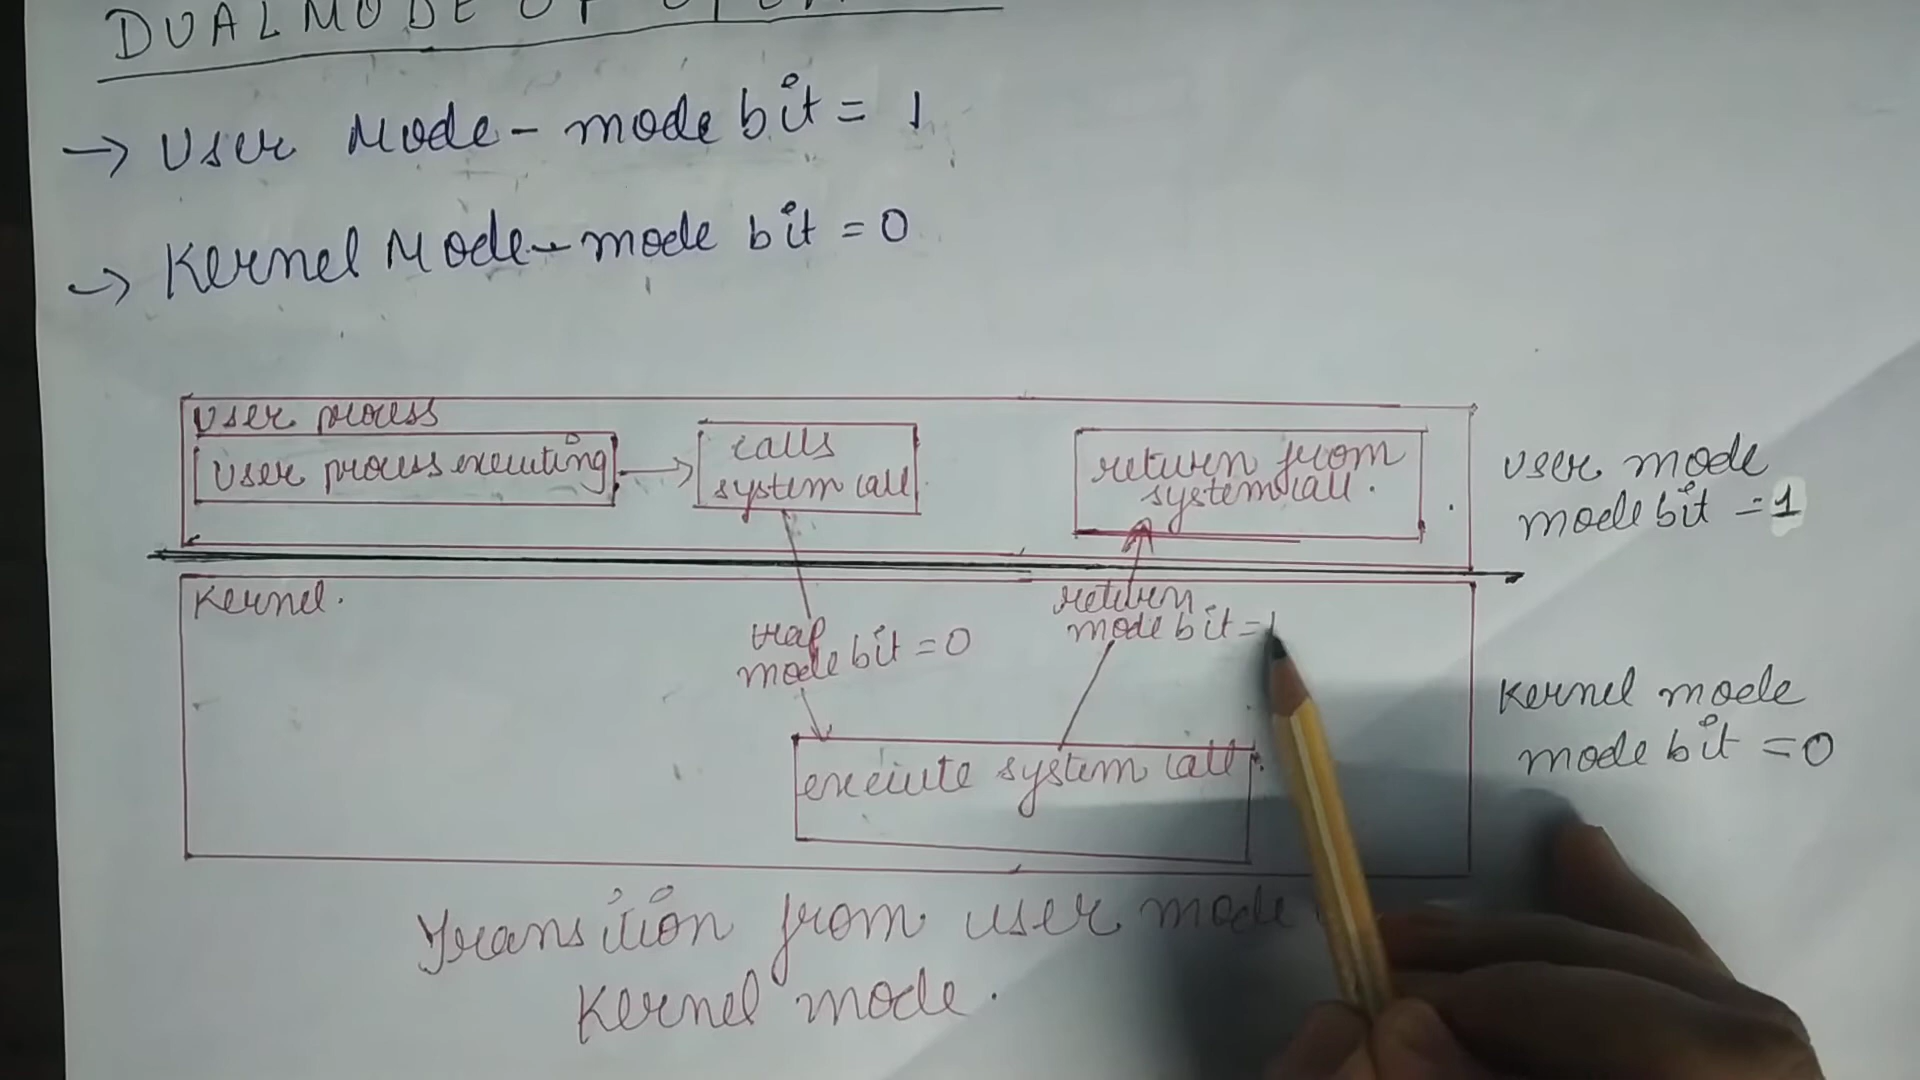 DUAL MODE OF
→ User Mode - mode bit = 1
→ Kernel Mode - mode bit = 0
User process
User process executing
calls
system call
return from
system call.
user mode
mode bit = 1
Kernel.
trap
mode bit = 0
return
mode bit = 1
execute system call
Kernel mode
mode bit = 0
Transition from user mode
Kernel mode.